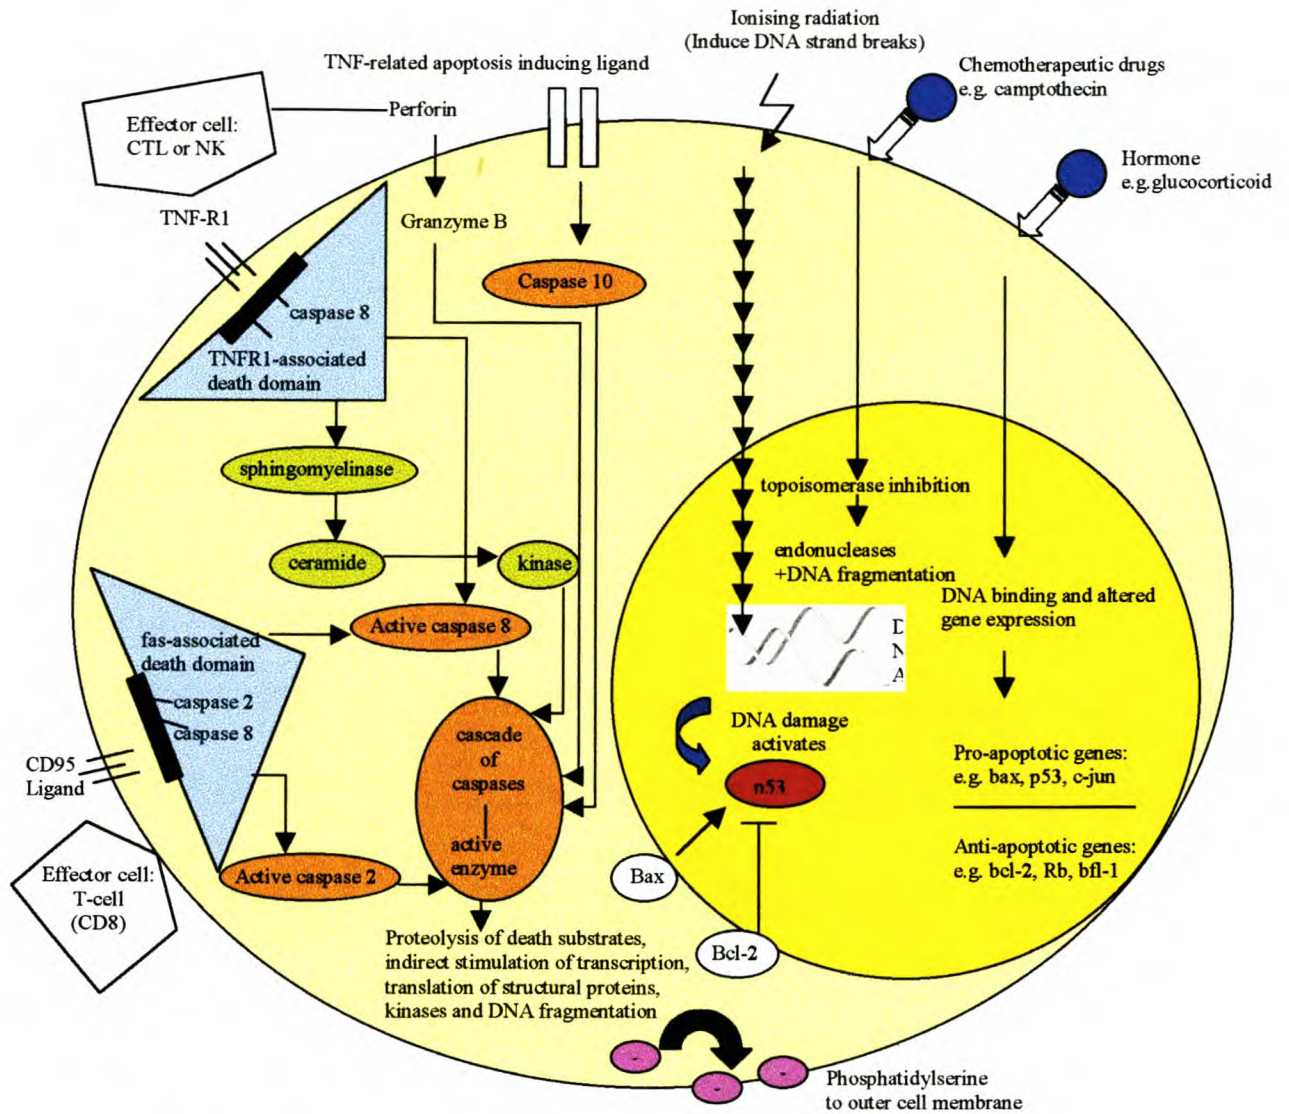 Ionising radiation
(Induce DNA strand breaks)
TNF-related apoptosis inducing ligand
Chemotherapeutic drugs
e.g. camptothecin
Perforin
Effector cell:
CTL or NK
Hormone
e.g.glucocorticoid
TNF-R1
Granzyme B
Caspase 10
caspase 8
TNFR1-associated
death domain
sphingomyelinase
topoisomerase inhibition
ceramide
kinase
endonucleases
+DNA fragmentation
DNA binding and altered
gene expression
Active caspase 8
fas-associated
death domain
D
N
A
caspase 2
caspase 8
DNA damage
activates
cascade
of
caspases
CD95
Ligand
Pro-apoptotic genes:
e.g. bax, p53, c-jun
n53
active
enzyme
Anti-apoptotic genes:
e.g. bcl-2, Rb, bfl-1
Effector cell:
T-cell
(CD8)
Active caspase 2
Bax
Bcl-2
Proteolysis of death substrates,
indirect stimulation of transcription,
translation of structural proteins,
kinases and DNA fragmentation
-
-
-
Phosphatidylserine
to outer cell membrane